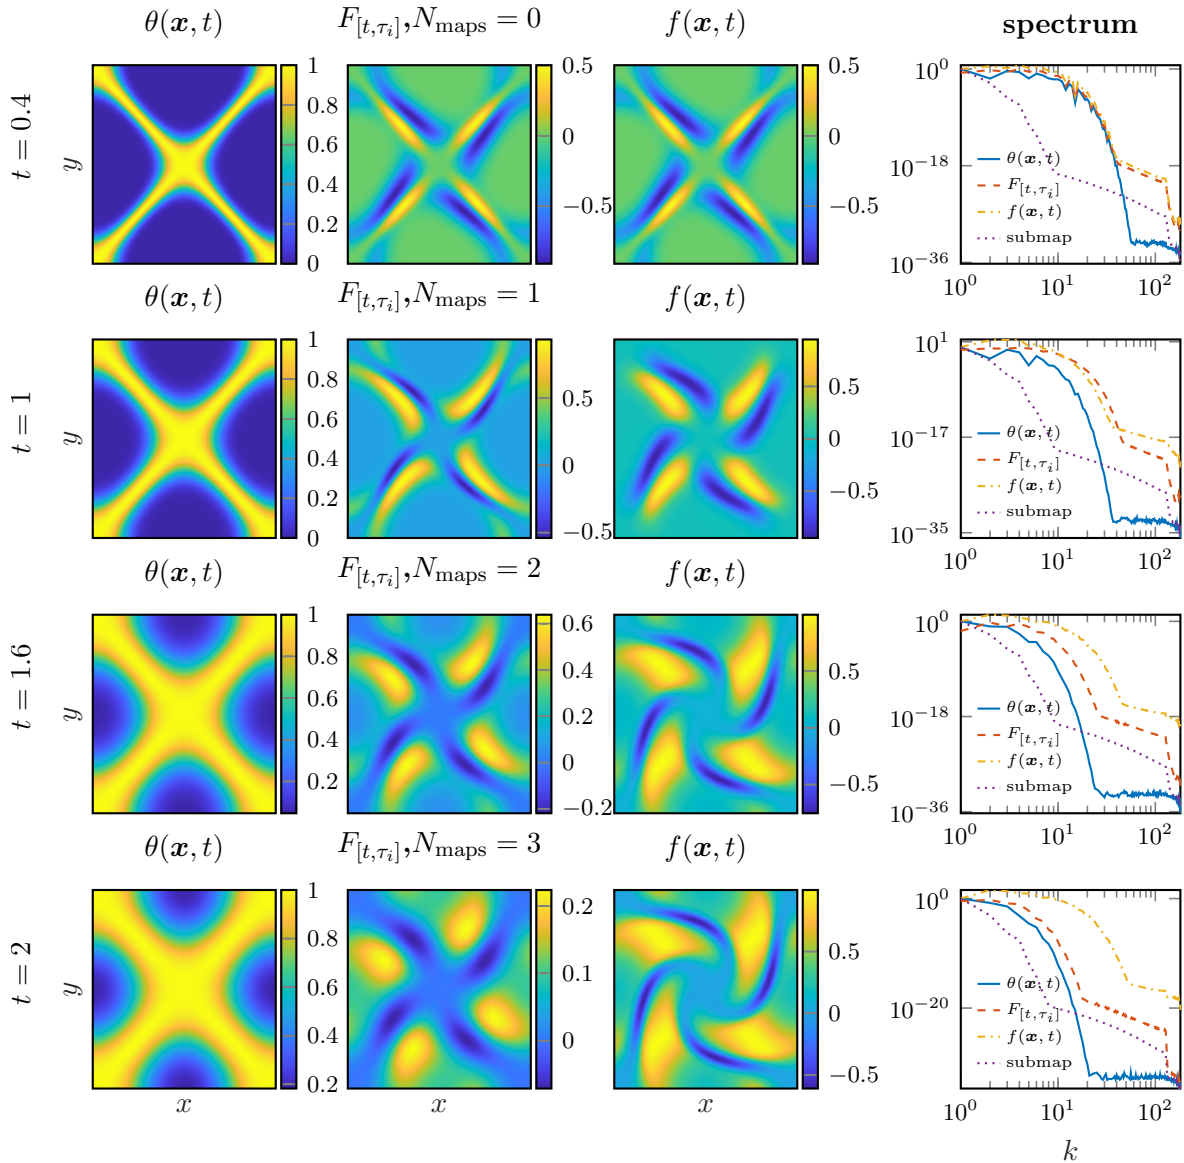 θ(x, t) F[t,τi], Nmaps = 0 f(x, t) spectrum
t = 0.4
y
1
0.8
0.6
0.4
0.2
0
0.5
0
−0.5
0.5
0
−0.5
10^0
10^−18
10^−36
θ(x, t)
F[t,τi]
f(x, t)
submap
10^0 10^1 10^2
θ(x, t) F[t,τi], Nmaps = 1 f(x, t)
t = 1
y
1
0.8
0.6
0.4
0.2
0
0.5
0
−0.5
0.5
0
−0.5
10^1
10^−17
10^−35
θ(x, t)
F[t,τi]
f(x, t)
submap
10^0 10^1 10^2
θ(x, t) F[t,τi], Nmaps = 2 f(x, t)
t = 1.6
y
1
0.8
0.6
0.4
0.2
0.6
0.4
0.2
0
−0.2
0.5
0
−0.5
10^0
10^−18
10^−36
θ(x, t)
F[t,τi]
f(x, t)
submap
10^0 10^1 10^2
θ(x, t) F[t,τi], Nmaps = 3 f(x, t)
t = 2
y
1
0.8
0.6
0.4
0.2
0.2
0.1
0
0.5
0
−0.5
10^0
10^−20
θ(x, t)
F[t,τi]
f(x, t)
submap
10^0 10^1 10^2
x x x k